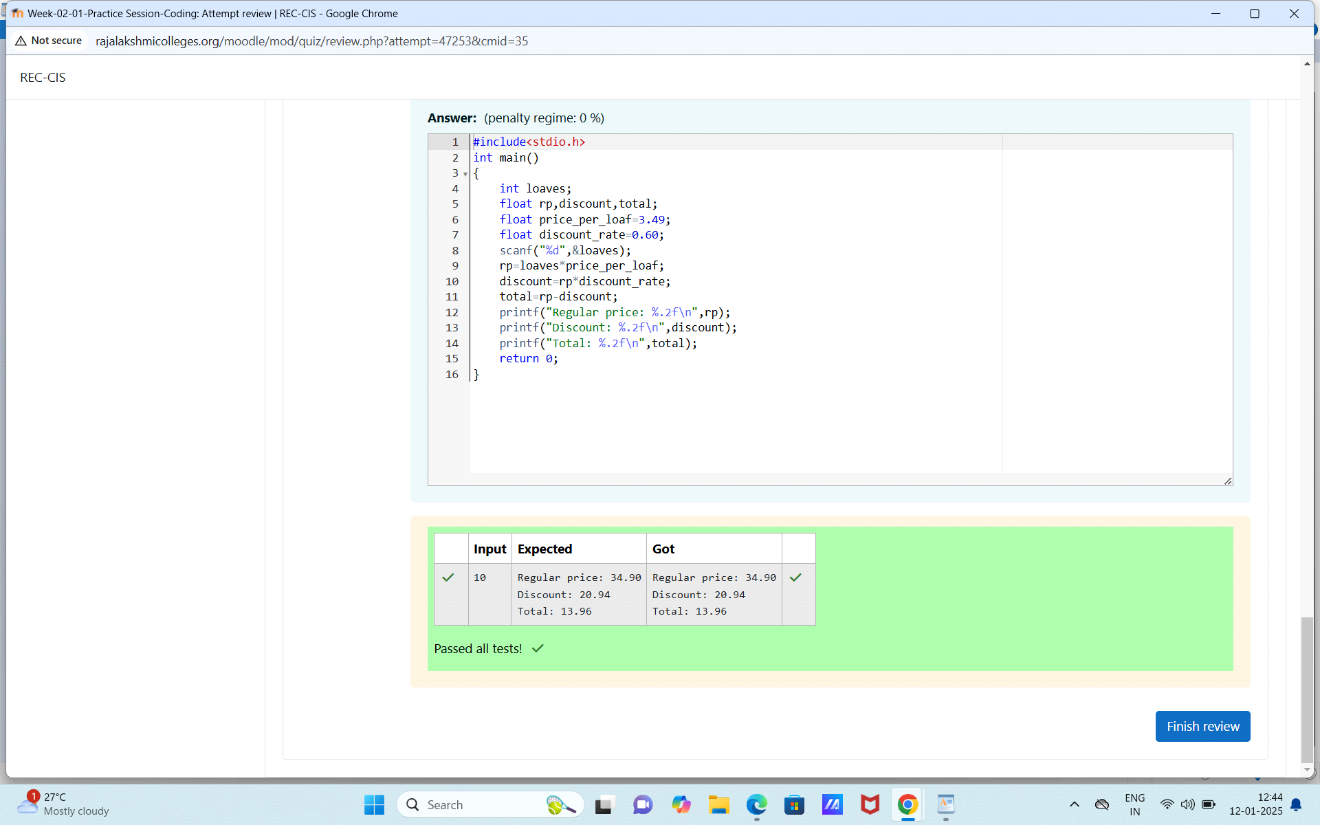 Week-02-01-Practice Session-Coding: Attempt review | REC-CIS - Google Chrome
Not secure rajalakshmicolleges.org/moodle/mod/quiz/review.php?attempt=47253&cmid=35
REC-CIS
Answer: (penalty regime: 0 %)
1 #include<stdio.h>
2 int main()
3 {
4 int loaves;
5 float rp,discount,total;
6 float price_per_loaf=3.49;
7 float discount_rate=0.60;
8 scanf("%d",&loaves);
9 rp=loaves*price_per_loaf;
10 discount=rp*discount_rate;
11 total=rp-discount;
12 printf("Regular price: %.2f\n",rp);
13 printf("Discount: %.2f\n",discount);
14 printf("Total: %.2f\n",total);
15 return 0;
16 }
Input Expected Got
10 Regular price: 34.90 Regular price: 34.90
Discount: 20.94 Discount: 20.94
Total: 13.96 Total: 13.96
Passed all tests!
Finish review
1 27°C
Mostly cloudy
Search
ENG
IN
12:44
12-01-2025